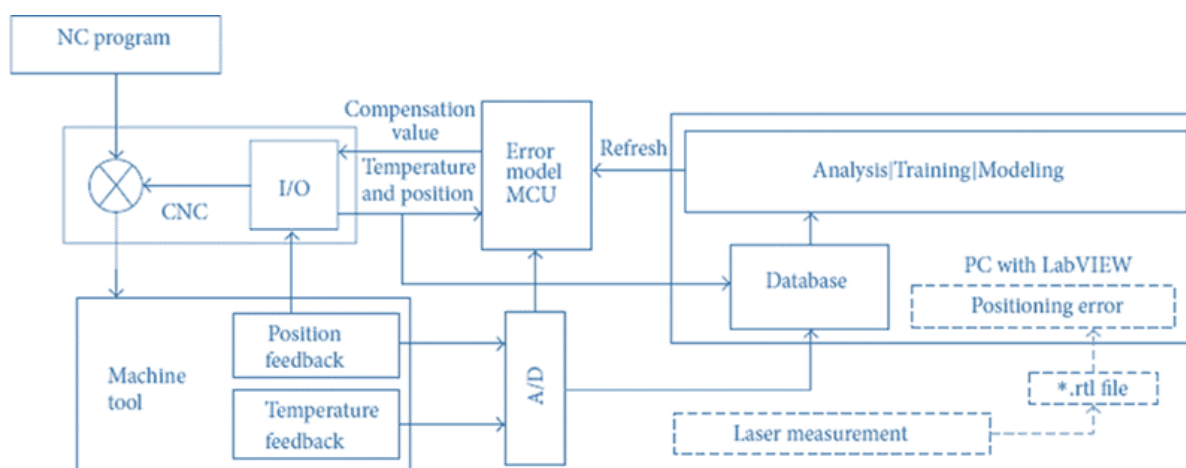 NC program
Compensation
value
Temperature
and position
Error
model
MCU
Refresh
Analysis|Training|Modeling
I/O
CNC
Database
PC with LabVIEW
Positioning error
Position
feedback
Machine
tool
Temperature
feedback
A/D
*.rtl file
Laser measurement